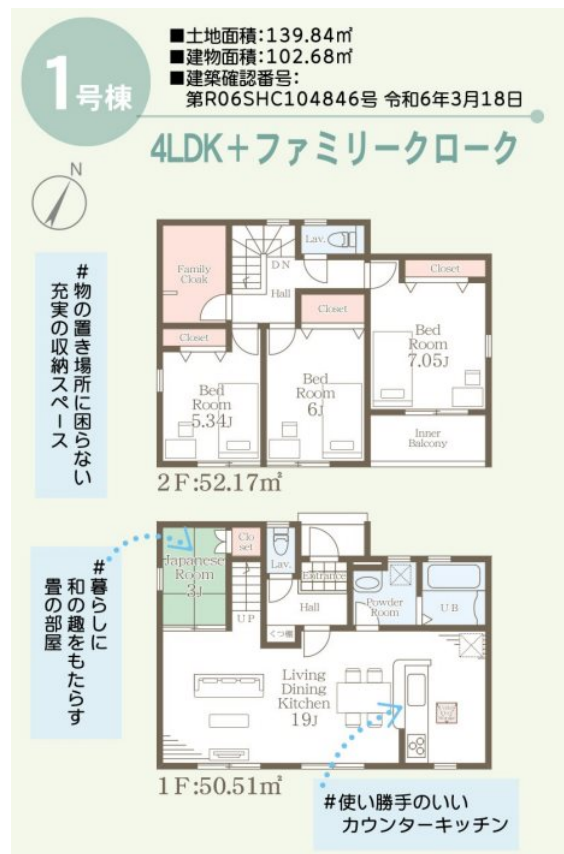 1号棟
■土地面積:139.84㎡
■建物面積:102.68㎡
■建築確認番号:
第R06SHC104846号 令和6年3月18日
4LDK+ファミリークローク
N
#物の置き場所に困らない
充実の収納スペース
Family
Cloak
DN
Hall
Lav.
Closet
Closet
Closet
Bed
Room
5.34J
Bed
Room
6J
Bed
Room
7.05J
Inner
Balcony
2F:52.17㎡
#暮らしに
和の趣をもたらす
畳の部屋
Japanese
Room
3J
Clo
set
UP
Lav.
Entrance
Hall
くつ棚
Powder
Room
UB
Living
Dining
Kitchen
19J
1F:50.51㎡
#使い勝手のいい
カウンターキッチン